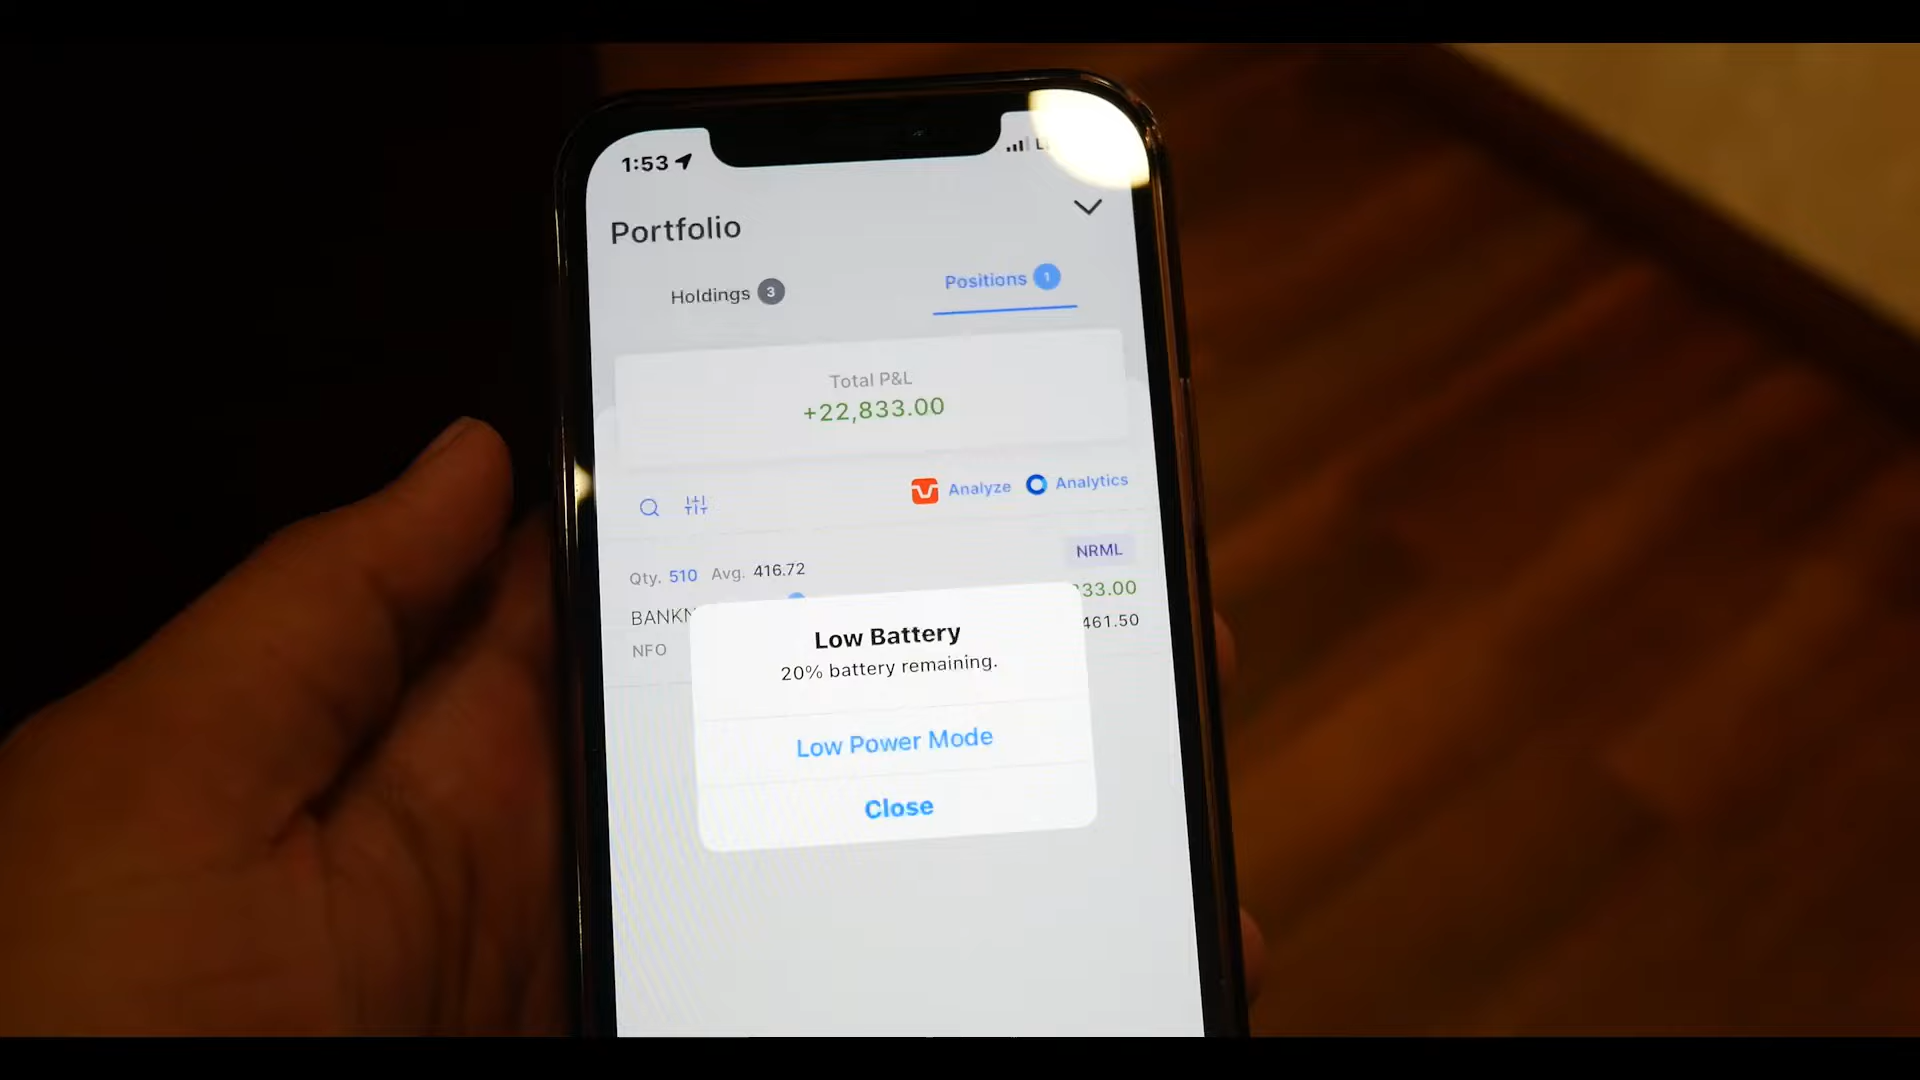 1:53
Portfolio
Holdings 3
Positions 1
Total P&L
+22,833.00
Analyze Analytics
Qty. 510 Avg. 416.72
NRML
33.00
461.50
NFO
Low Battery
20% battery remaining.
Low Power Mode
Close